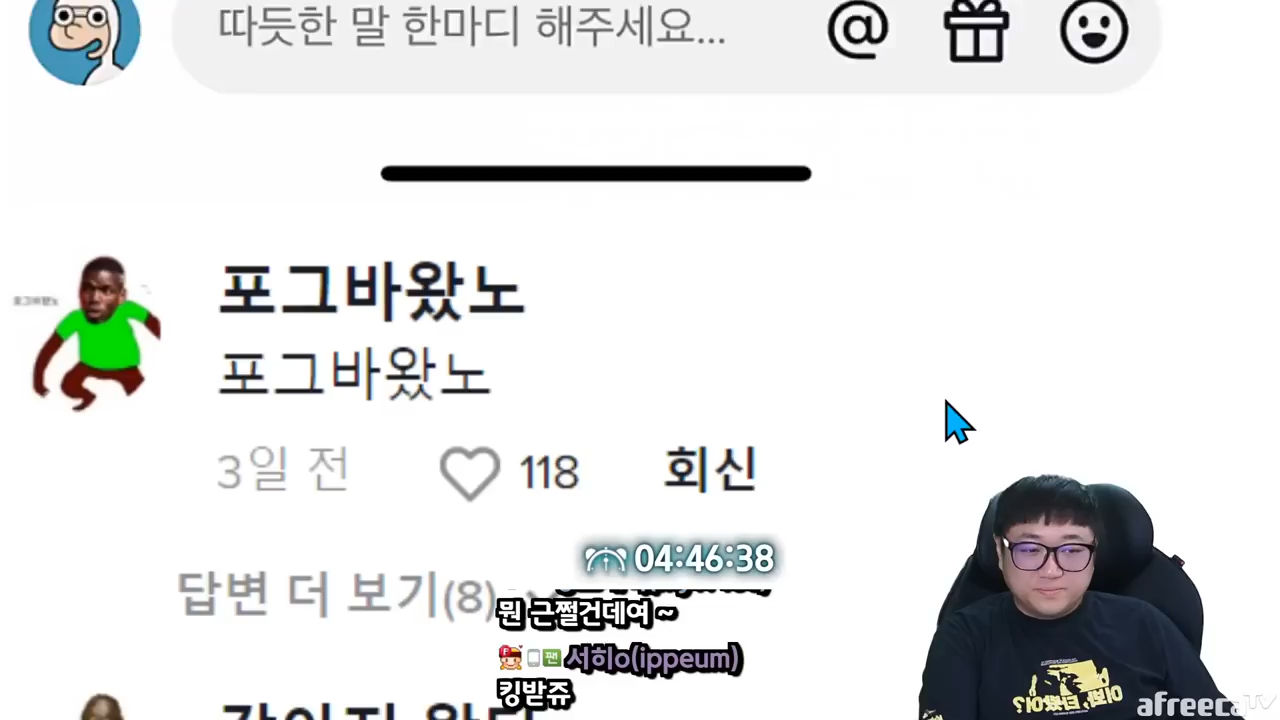 따듯한 말 한마디 해주세요...
포그바왔노
포그바왔노
3일 전 118 회신
04:46:38
답변 더 보기(8)
뭔 근쩔건데여 ~
서히o(ippeum)
킹받쥬
afreecaTV